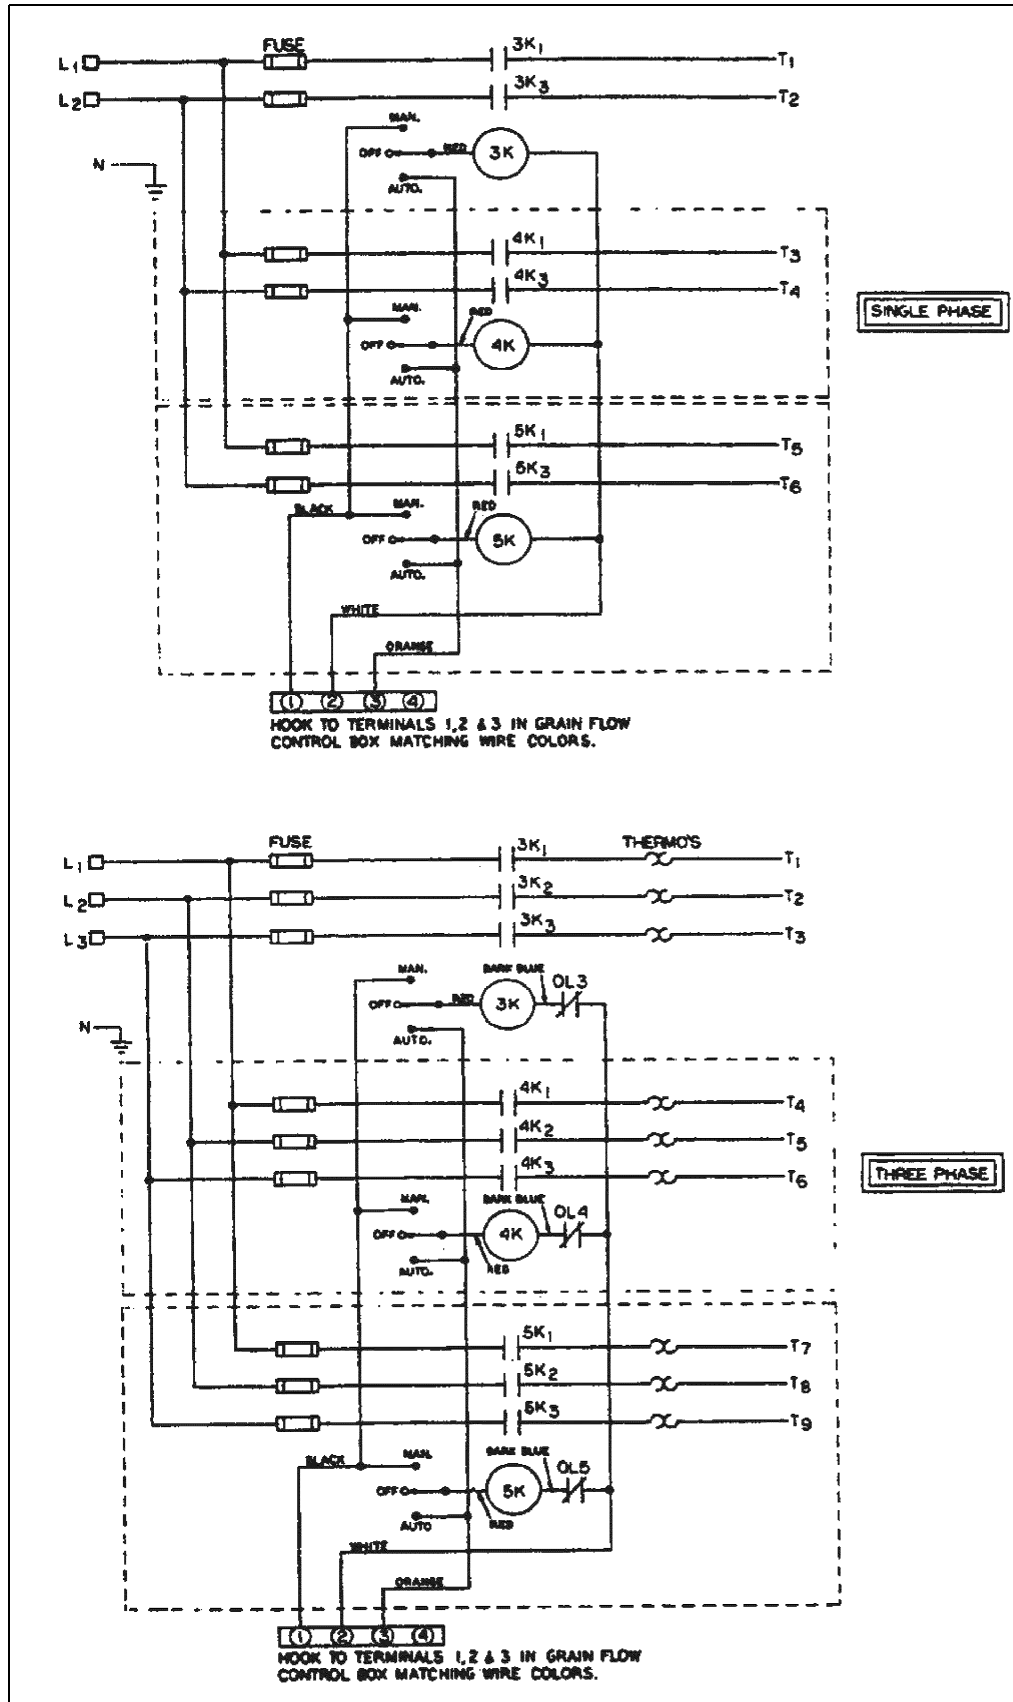 FUSE
3K1
L1
T1
3K3
L2
T2
MAN.
OFF
RED
3K
N
AUTO.
4K1
T3
4K3
T4
MAN.
RED
SINGLE PHASE
OFF
4K
AUTO.
5K1
T5
5K3
T6
BLACK
MAN.
RED
OFF
5K
AUTO.
WHITE
ORANGE
1 2 3 4
HOOK TO TERMINALS 1,2 & 3 IN GRAIN FLOW
CONTROL BOX MATCHING WIRE COLORS.
FUSE
3K1
THERMO'S
L1
T1
3K2
L2
T2
3K3
L3
T3
MAN.
DARK BLUE
OL3
OFF
RED
3K
N
AUTO.
4K1
T4
4K2
T5
4K3
T6
THREE PHASE
MAN.
DARK BLUE
OL4
OFF
4K
AUTO.
RED
5K1
T7
5K2
T8
5K3
T9
BLACK
MAN.
DARK BLUE
OL5
OFF
5K
AUTO
RED
WHITE
ORANGE
1 2 3 4
HOOK TO TERMINALS 1,2 & 3 IN GRAIN FLOW
CONTROL BOX MATCHING WIRE COLORS.